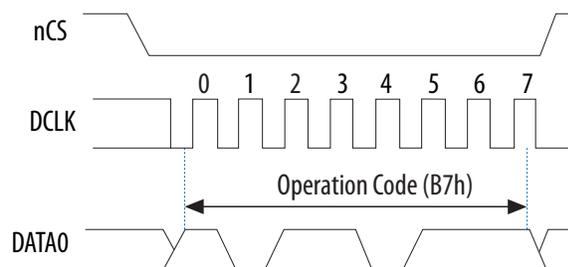 nCS
0 1 2 3 4 5 6 7
DCLK
Operation Code (B7h)
DATA0